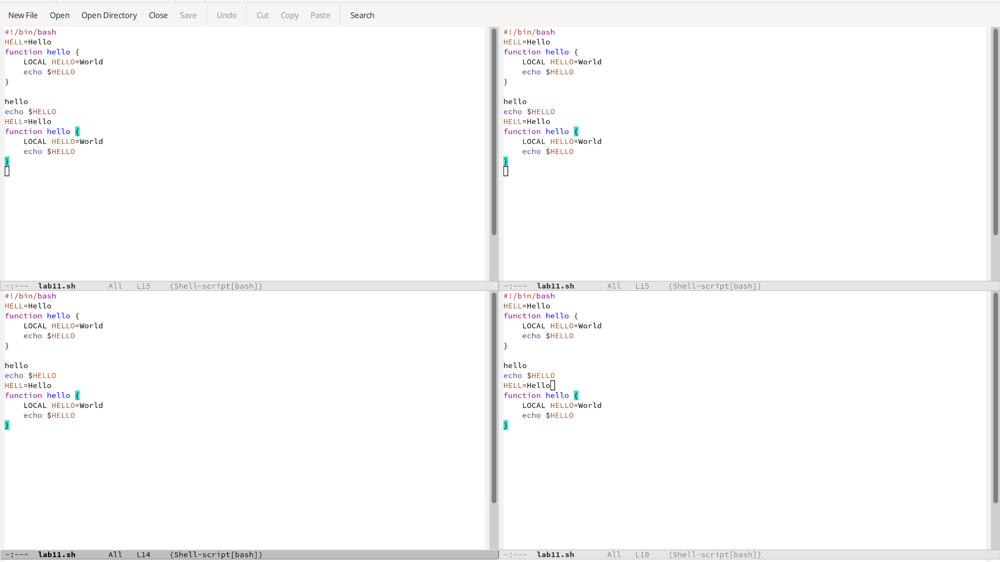 New File Open Open Directory Close Save Undo Cut Copy Paste Search
#!/bin/bash
HELL=Hello
function hello {
    LOCAL HELLO=World
    echo $HELLO
}

hello
echo $HELLO
HELL=Hello
function hello {
    LOCAL HELLO=World
    echo $HELLO
}
-:---  lab11.sh       All   L15    (Shell-script[bash])
#!/bin/bash
HELL=Hello
function hello {
    LOCAL HELLO=World
    echo $HELLO
}

hello
echo $HELLO
HELL=Hello
function hello {
    LOCAL HELLO=World
    echo $HELLO
}
-:---  lab11.sh       All   L15    (Shell-script[bash])
#!/bin/bash
HELL=Hello
function hello {
    LOCAL HELLO=World
    echo $HELLO
}

hello
echo $HELLO
HELL=Hello
function hello {
    LOCAL HELLO=World
    echo $HELLO
}
-:---  lab11.sh       All   L14    (Shell-script[bash])
#!/bin/bash
HELL=Hello
function hello {
    LOCAL HELLO=World
    echo $HELLO
}

hello
echo $HELLO
HELL=Hello
function hello {
    LOCAL HELLO=World
    echo $HELLO
}
-:---  lab11.sh       All   L10    (Shell-script[bash])